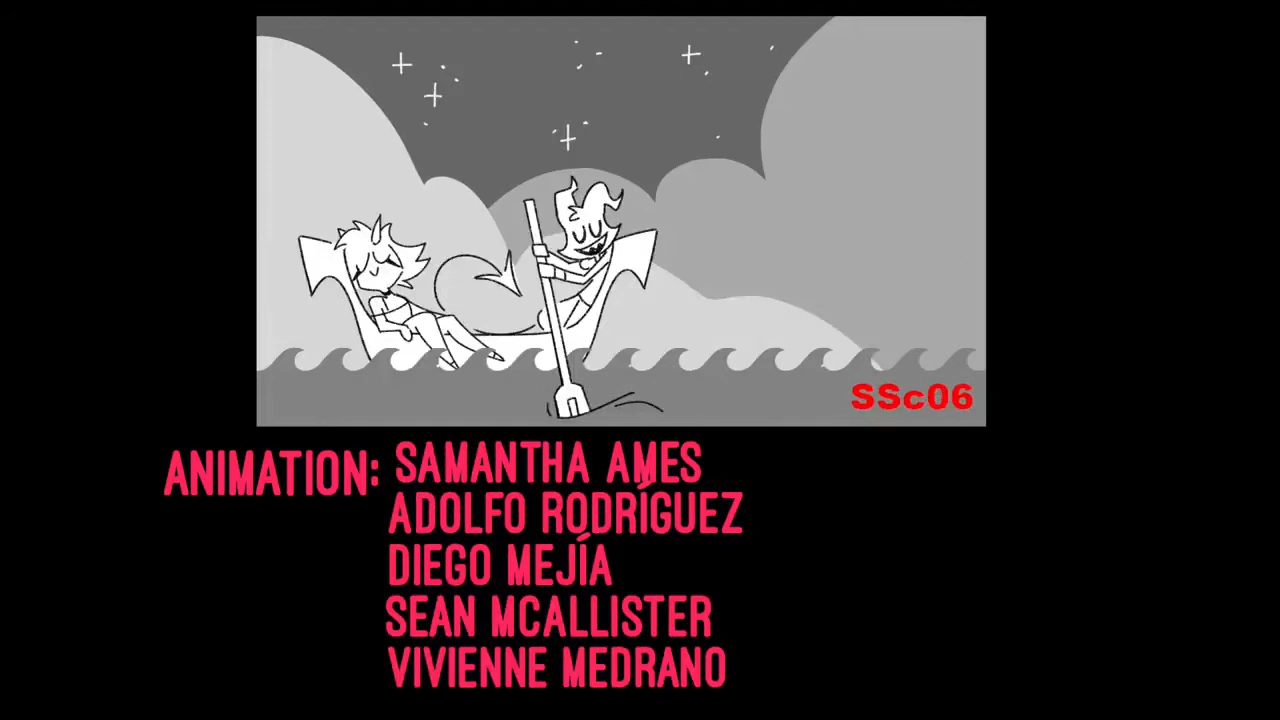 SSc06
ANIMATION: SAMANTHA AMES
ADOLFO RODRÍGUEZ
DIEGO MEJÍA
SEAN MCALLISTER
VIVIENNE MEDRANO